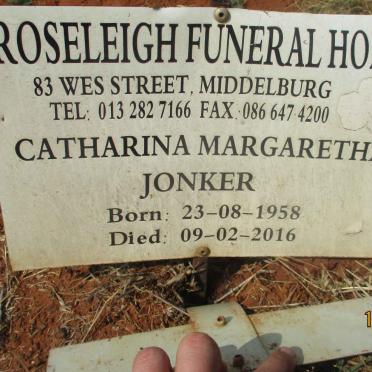 ROSELEIGH FUNERAL HO
83 WES STREET, MIDDELBURG
TEL: 013 282 7166 FAX: 086 647 4200
CATHARINA MARGARETHA
JONKER
Born: 23-08-1958
Died: 09-02-2016